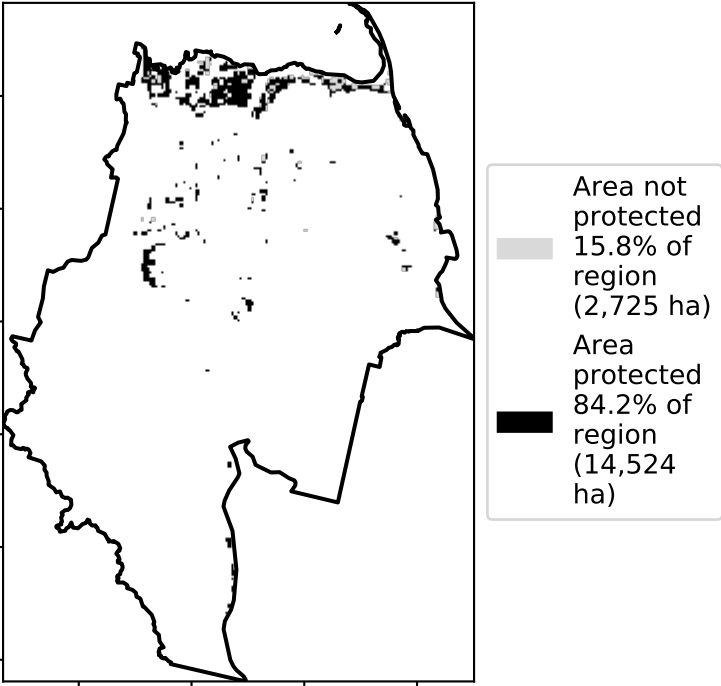 Area not
protected
15.8% of
region
(2,725 ha)
Area
protected
84.2% of
region
(14,524
ha)